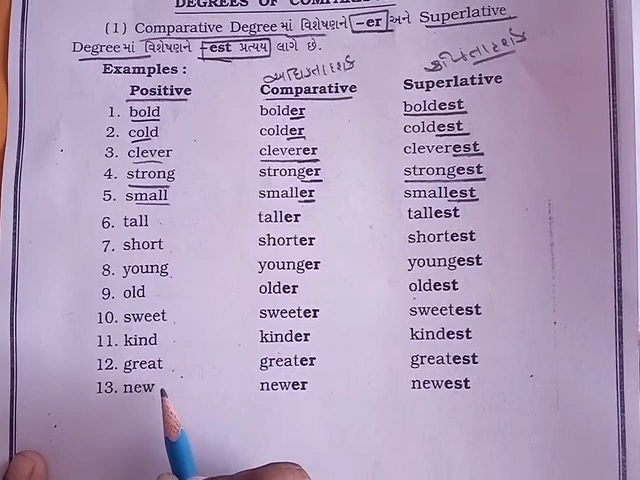 DEGREES OF
(1) Comparative Degreeમાં વિશેષણને –er અને Superlative
Degreeમાં વિશેષણને –est પ્રત્યય લાગે છે.
Examples :
Positive Comparative Superlative
1. bold bolder boldest
2. cold colder coldest
3. clever cleverer cleverest
4. strong stronger strongest
5. small smaller smallest
6. tall taller tallest
7. short shorter shortest
8. young younger youngest
9. old older oldest
10. sweet sweeter sweetest
11. kind kinder kindest
12. great greater greatest
13. new newer newest